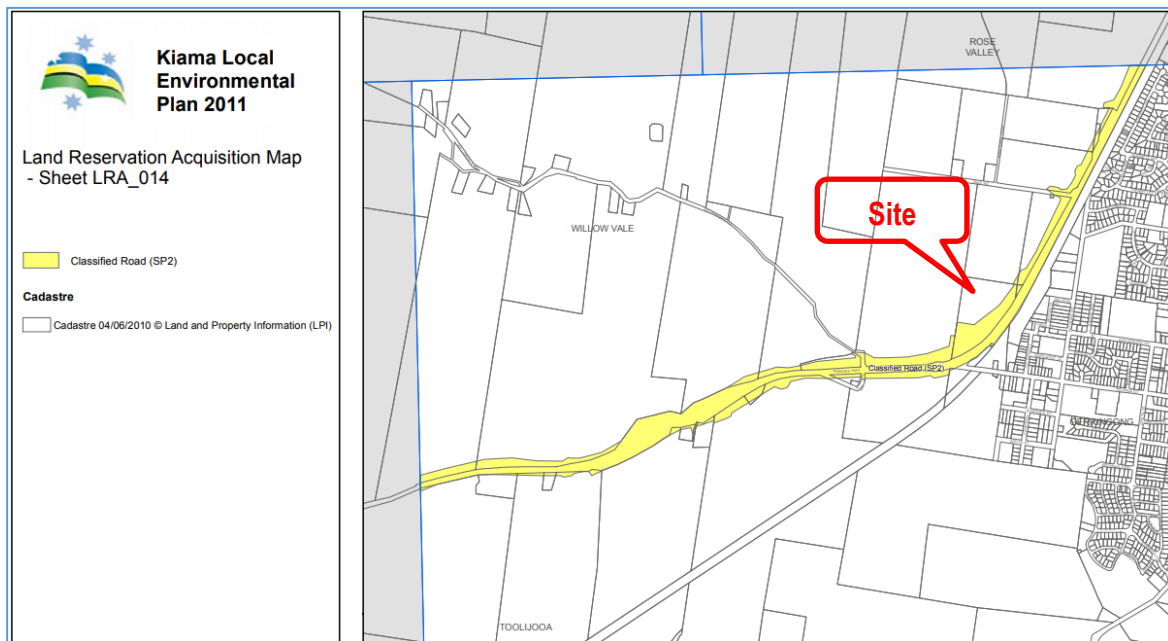 Kiama Local
Environmental
Plan 2011
Land Reservation Acquisition Map
- Sheet LRA_014
Classified Road (SP2)
Cadastre
Cadastre 04/06/2010 © Land and Property Information (LPI)
ROSE
VALLEY
Site
WILLOW VALE
Classified Road (SP2)
GERRINGONG
TOOLIJOOA